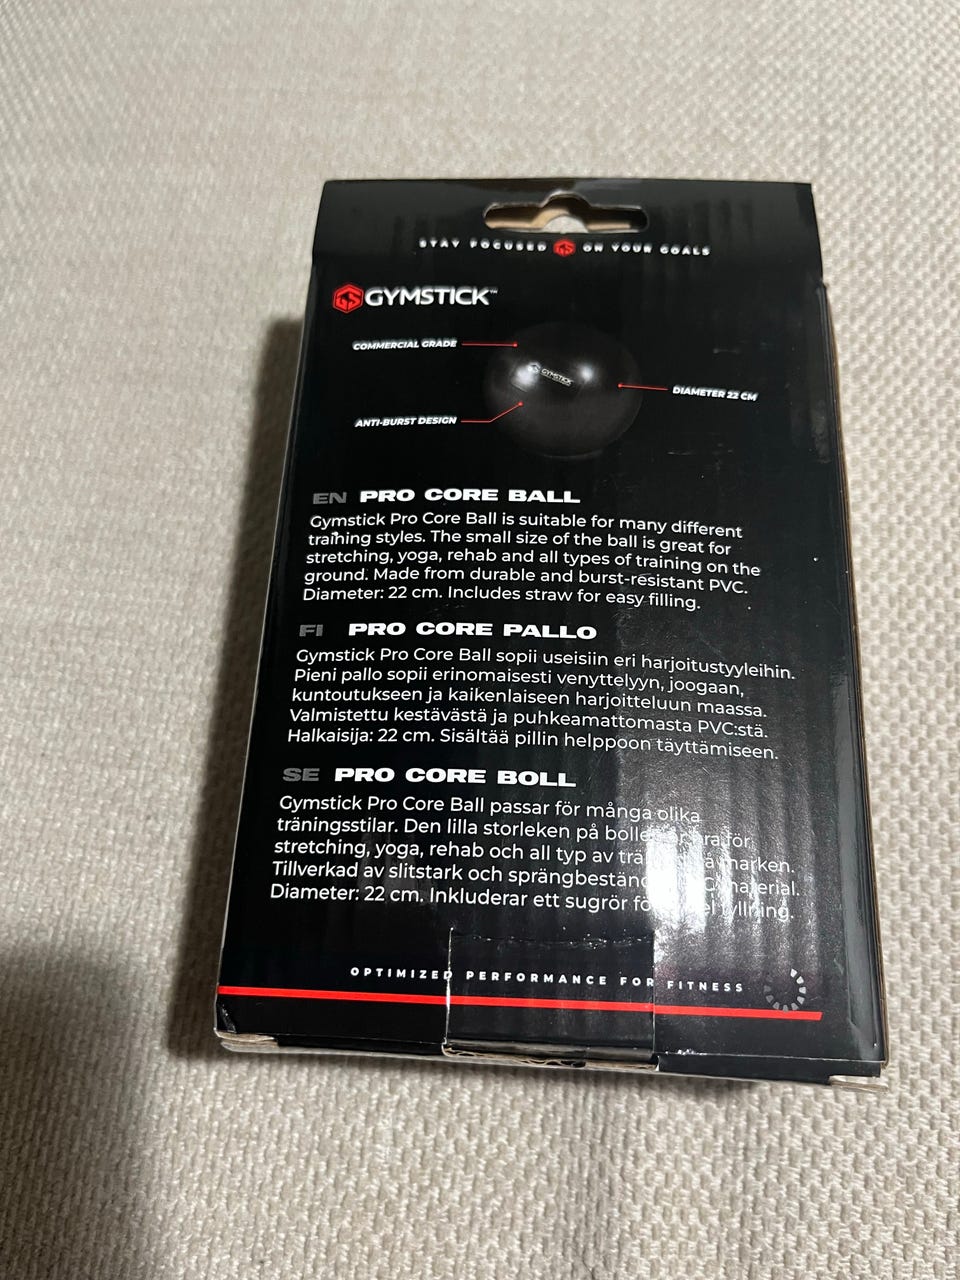 STAY FOCUSED GS ON YOUR GOALS
GS GYMSTICK™
COMMERCIAL GRADE
GYMSTICK
DIAMETER 22 CM
ANTI-BURST DESIGN
EN PRO CORE BALL
Gymstick Pro Core Ball is suitable for many different
training styles. The small size of the ball is great for
stretching, yoga, rehab and all types of training on the
ground. Made from durable and burst-resistant PVC.
Diameter: 22 cm. Includes straw for easy filling.
FI PRO CORE PALLO
Gymstick Pro Core Ball sopii useisiin eri harjoitustyyleihin.
Pieni pallo sopii erinomaisesti venyttelyyn, joogaan,
kuntoutukseen ja kaikenlaiseen harjoitteluun maassa.
Valmistettu kestävästä ja puhkeamattomasta PVC:stä.
Halkaisija: 22 cm. Sisältää pillin helppoon täyttämiseen.
SE PRO CORE BOLL
Gymstick Pro Core Ball passar för många olika
träningsstilar. Den lilla storleken på för
stretching, yoga, rehab och all typ av marken.
Tillverkad av slitstark och
Diameter: 22 cm. Inkluderar ett sugrör fyllning.
OPTIMIZED PERFORMANCE FOR FITNESS